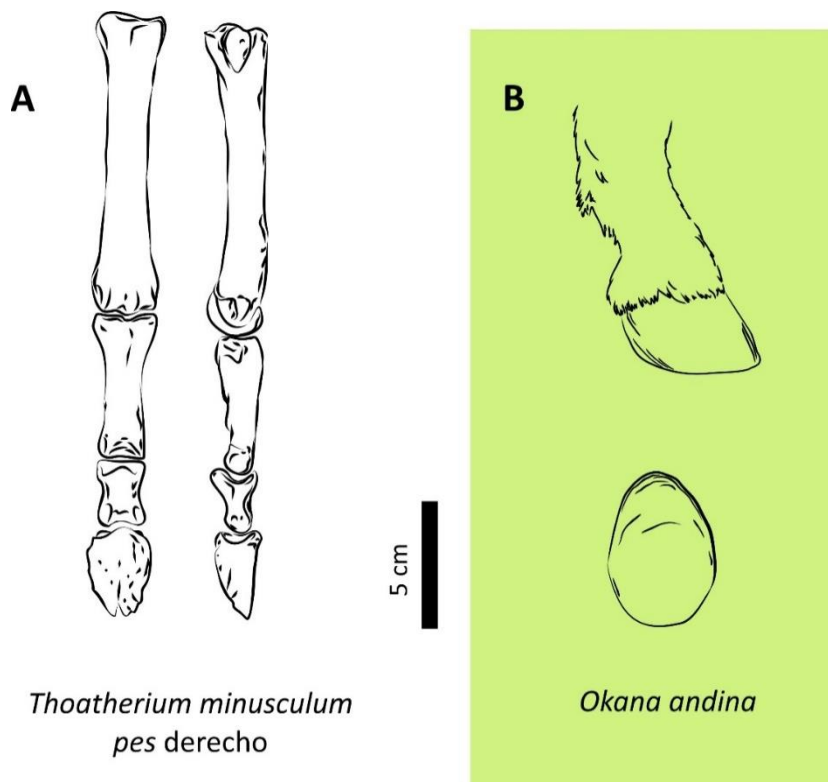 A
B
5 cm
Thoatherium minusculum
pes derecho
Okana andina